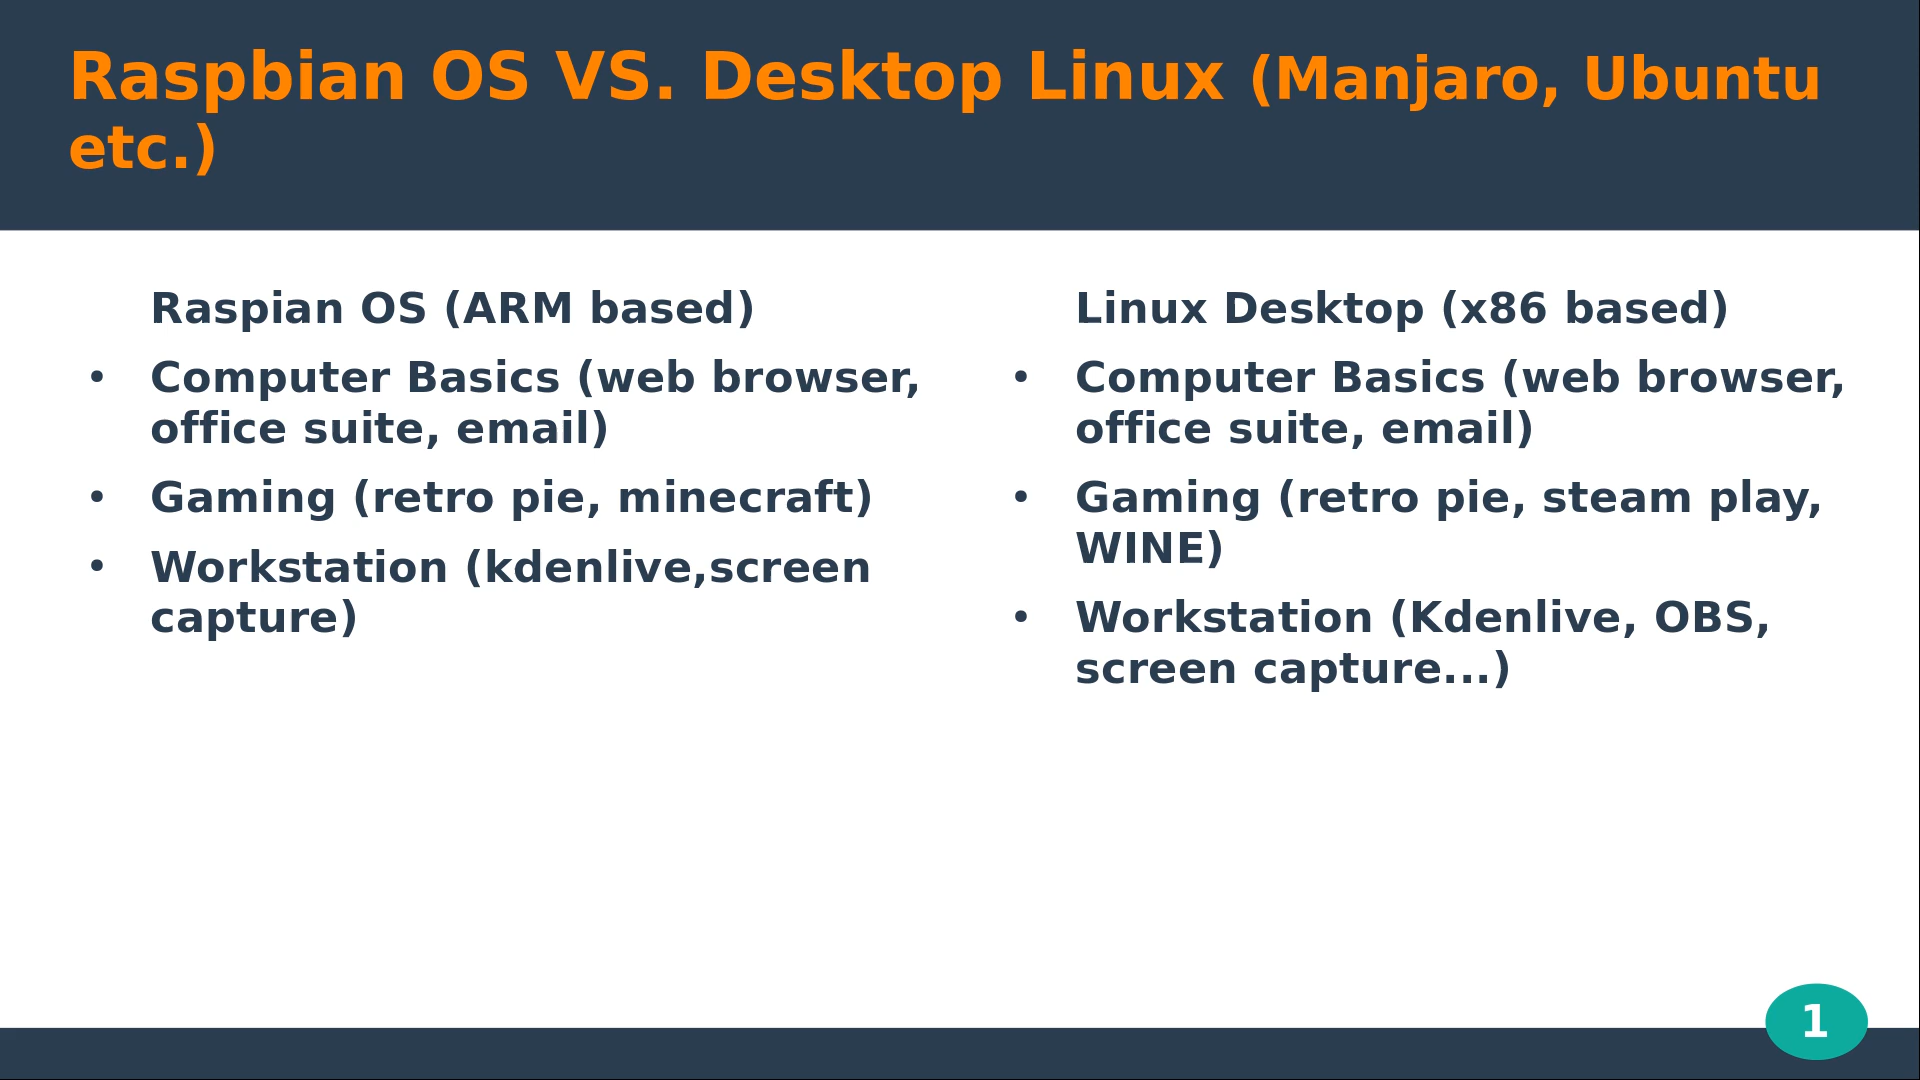 Raspbian OS VS. Desktop Linux (Manjaro, Ubuntu
etc.)
Raspian OS (ARM based)
• Computer Basics (web browser,
office suite, email)
• Gaming (retro pie, minecraft)
• Workstation (kdenlive,screen
capture)
Linux Desktop (x86 based)
• Computer Basics (web browser,
office suite, email)
• Gaming (retro pie, steam play,
WINE)
• Workstation (Kdenlive, OBS,
screen capture...)
1